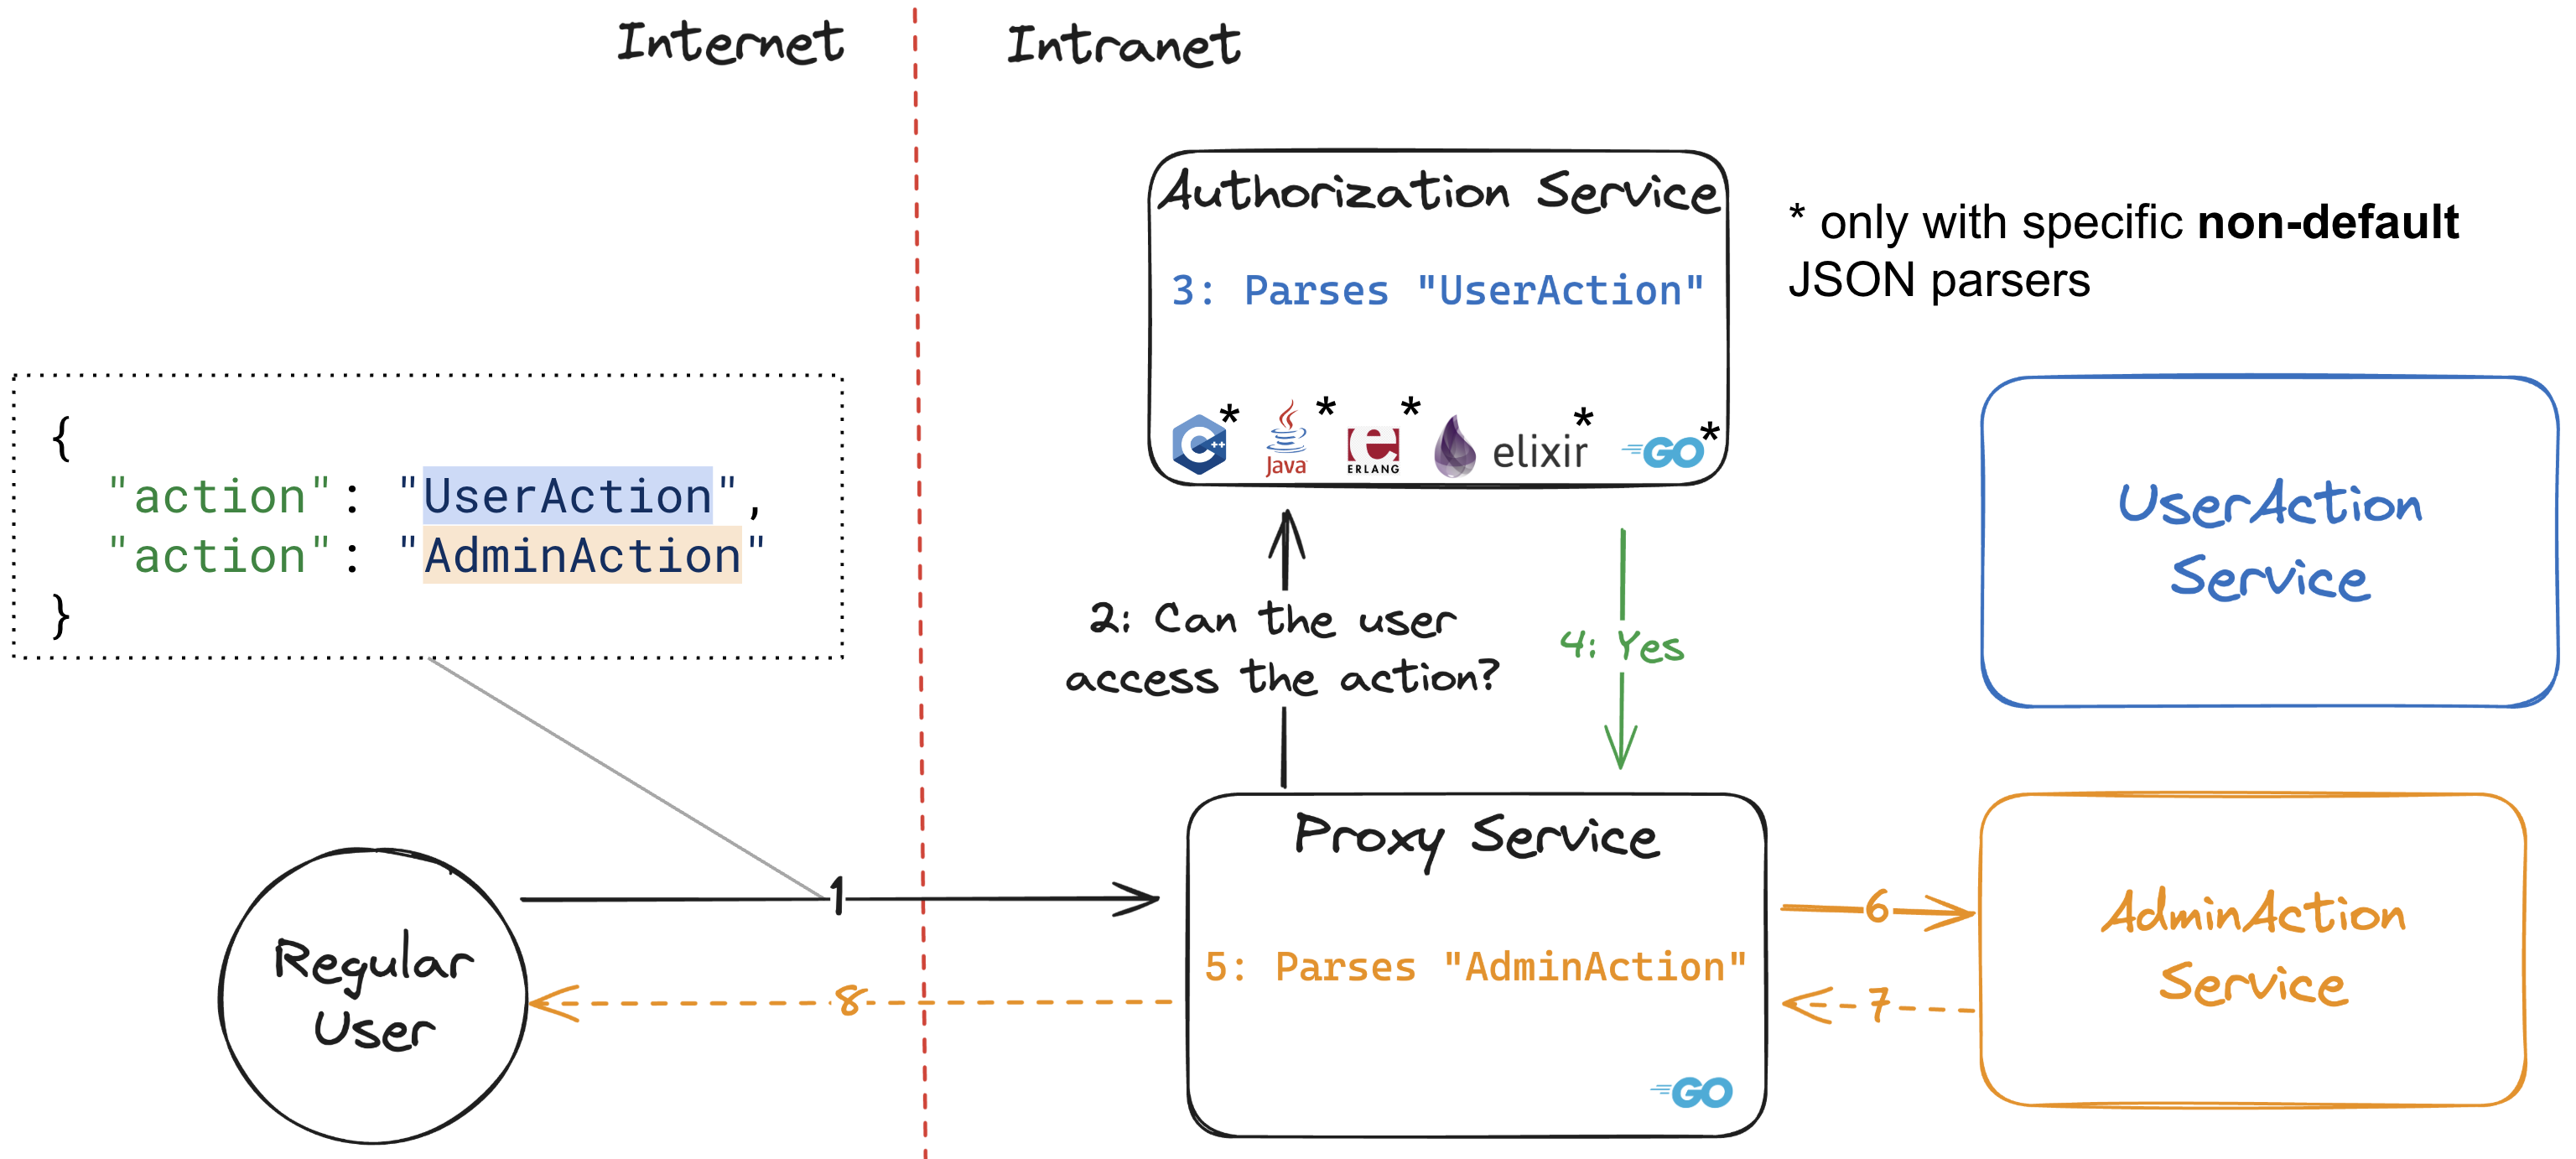 Internet
Intranet
Authorization Service
3: Parses "UserAction"
* * * * *
C++
Java
e
ERLANG
elixir
GO
* only with specific non-default
JSON parsers
{
"action": "UserAction",
"action": "AdminAction"
}
UserAction
Service
2: Can the user
access the action?
4: Yes
Regular
User
1
8
Proxy Service
5: Parses "AdminAction"
GO
6
7
AdminAction
Service